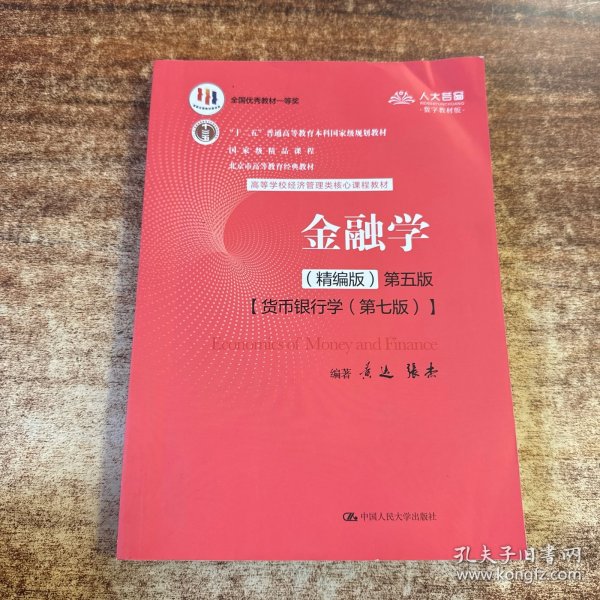 全国优秀教材一等奖
人大芸窗
RENDAYUNCHUANG
数字教材版
“十二五”普通高等教育本科国家级规划教材
国家级精品课程
北京市高等教育经典教材
高等学校经济管理类核心课程教材
金融学
（精编版）第五版
【货币银行学（第七版）】
Economics of Money and Finance
编著 黄达 張杰
中国人民大学出版社
孔夫子旧书网
www.kongfz.com